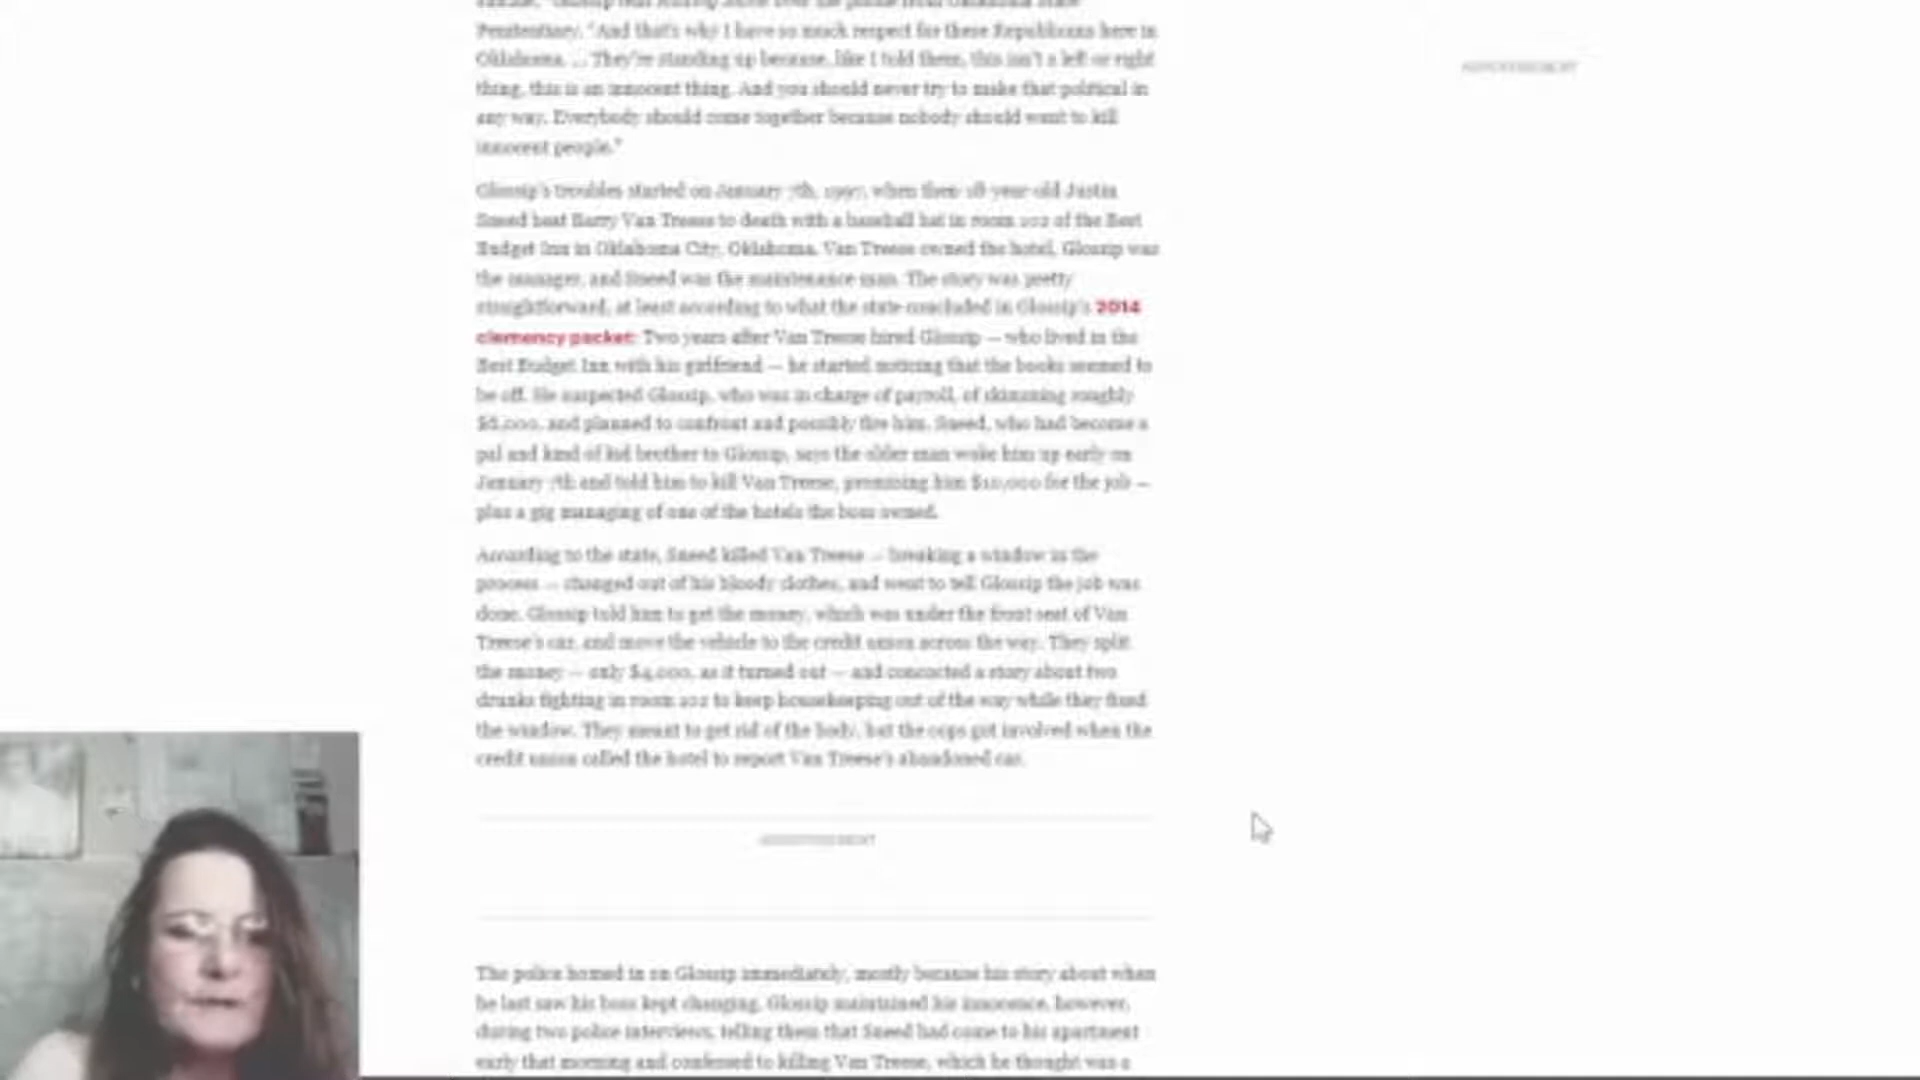 Penitentiary. "And that's why I have so much respect for these Republicans here in
Oklahoma. ... They're standing up because, like I told them, this isn't a left or right
thing, this is an innocent thing. And you should never try to make that political in
any way. Everybody should come together because nobody should want to kill
innocent people."
Glossip's troubles started on January 7th, 1997, when then-18-year-old Justin
Sneed beat Barry Van Treese to death with a baseball bat in room 102 of the Best
Budget Inn in Oklahoma City, Oklahoma. Van Treese owned the hotel, Glossip was
the manager, and Sneed was the maintenance man. The story was pretty
straightforward, at least according to what the state concluded in Glossip's 2014
clemency packet: Two years after Van Treese hired Glossip — who lived in the
Best Budget Inn with his girlfriend — he started noticing that the books seemed to
be off. He suspected Glossip, who was in charge of payroll, of skimming roughly
$6,000, and planned to confront and possibly fire him. Sneed, who had become a
pal and kind of kid brother to Glossip, says the older man woke him up early on
January 7th and told him to kill Van Treese, promising him $10,000 for the job —
plus a gig managing of one of the hotels the boss owned.
According to the state, Sneed killed Van Treese — breaking a window in the
process — changed out of his bloody clothes, and went to tell Glossip the job was
done. Glossip told him to get the money, which was under the front seat of Van
Treese's car, and move the vehicle to the credit union across the way. They split
the money — only $4,000, as it turned out — and concocted a story about two
drunks fighting in room 102 to keep housekeeping out of the way while they fixed
the window. They meant to get rid of the body, but the cops got involved when the
credit union called the hotel to report Van Treese's abandoned car.
ADVERTISEMENT
The police homed in on Glossip immediately, mostly because his story about when
he last saw his boss kept changing. Glossip maintained his innocence, however,
during two police interviews, telling them that Sneed had come to his apartment
early that morning and confessed to killing Van Treese, which he thought was a
ADVERTISEMENT